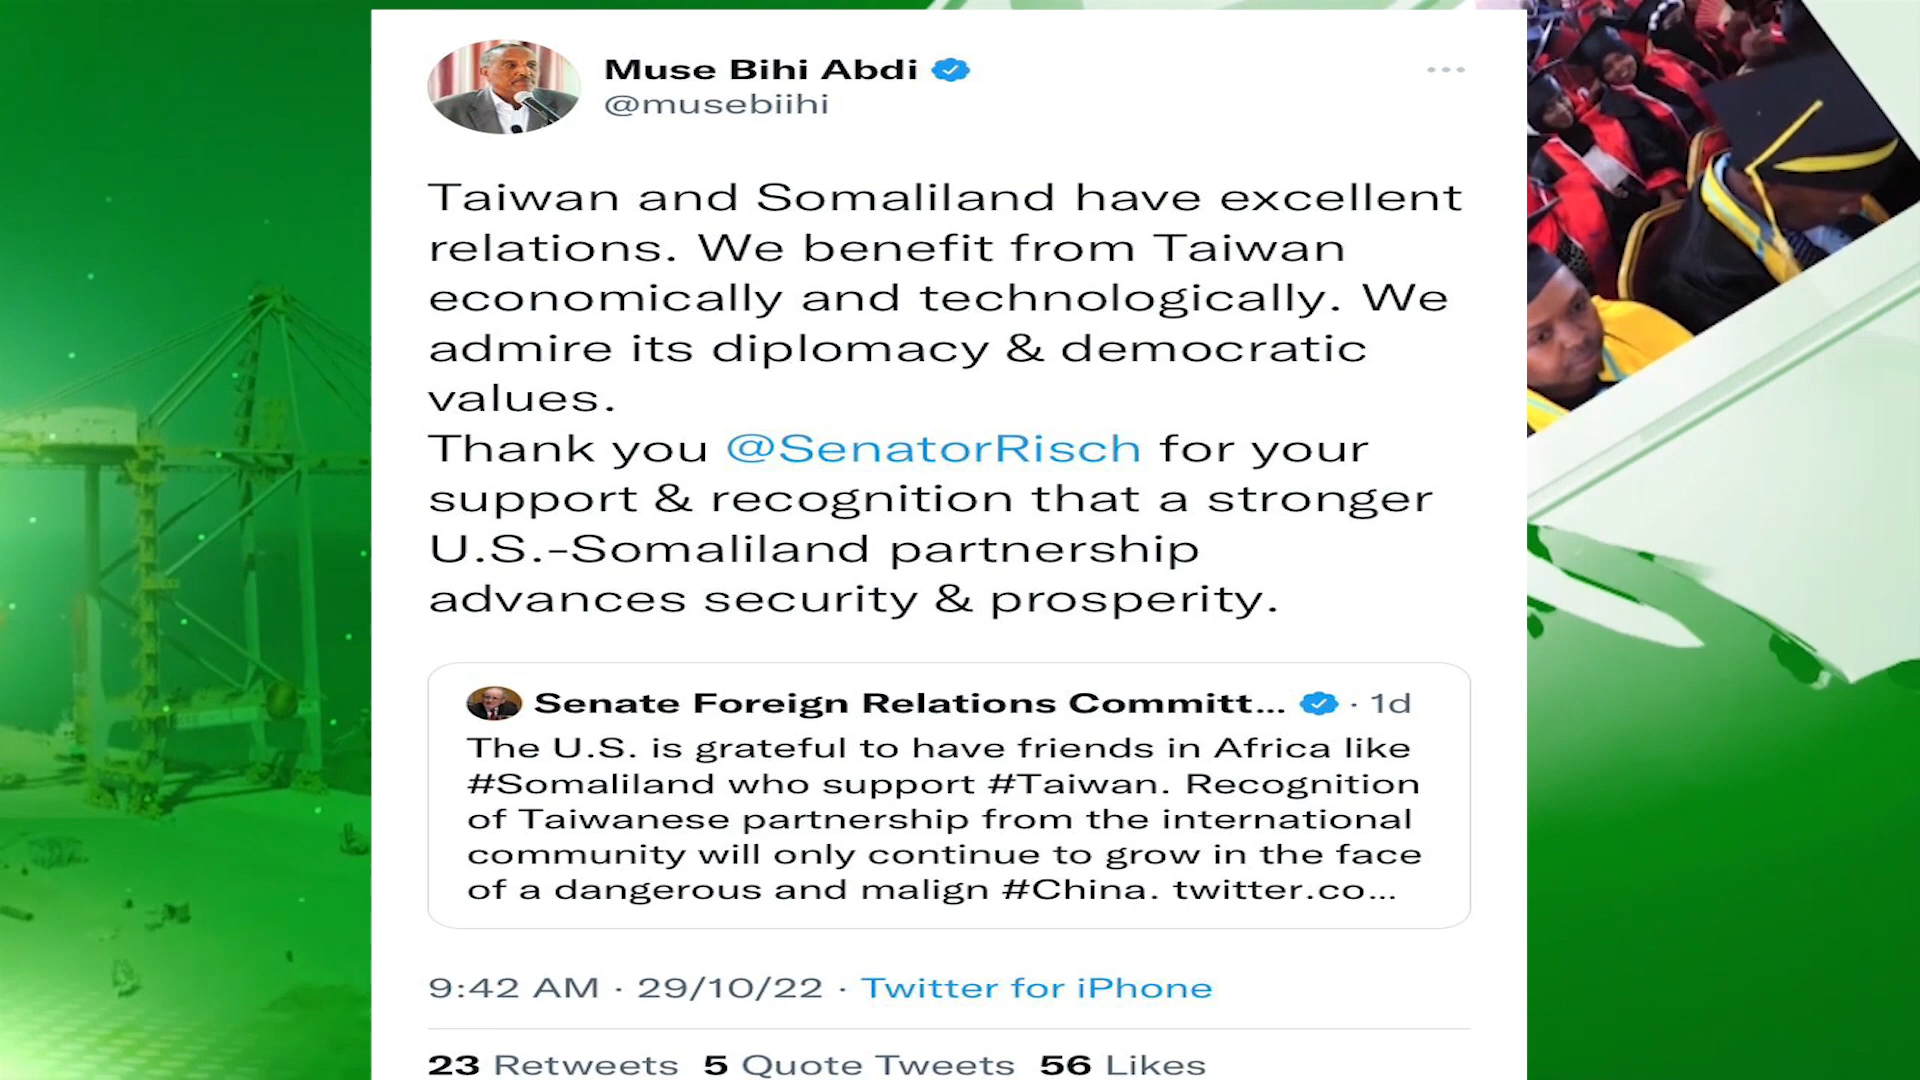 Muse Bihi Abdi
@musebiihi
Taiwan and Somaliland have excellent
relations. We benefit from Taiwan
economically and technologically. We
admire its diplomacy & democratic
values.
Thank you @SenatorRisch for your
support & recognition that a stronger
U.S.-Somaliland partnership
advances security & prosperity.
Senate Foreign Relations Committ... · 1d
The U.S. is grateful to have friends in Africa like
#Somaliland who support #Taiwan. Recognition
of Taiwanese partnership from the international
community will only continue to grow in the face
of a dangerous and malign #China. twitter.co...
9:42 AM · 29/10/22 · Twitter for iPhone
23 Retweets 5 Quote Tweets 56 Likes